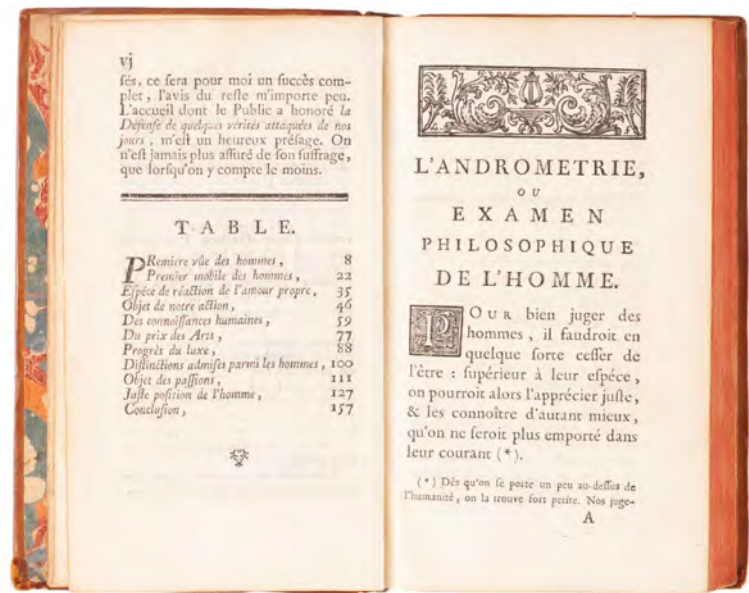 vj
ſés, ce ſera pour moi un ſuccès com-
plet, l'avis du reſte m'importe peu.
L'accueil dont le Public a honoré la
Défenſe de quelques vérités attaquées de nos
jours, m'eſt un heureux préſage. On
n'eſt jamais plus aſſuré de ſon ſuffrage,
que lorſqu'on y compte le moins.
TABLE.
PRemiere vûe des hommes, 8
Premier mobile des hommes, 22
Eſpéce de réaction de l'amour propre, 35
Objet de notre action, 46
Des connoiſſances humaines, 59
Du prix des Arts, 77
Progrès du luxe, 88
Diſtinctions admiſes parmi les hommes, 100
Objet des paſſions, 111
Juſte poſition de l'homme, 127
Concluſion, 157
L'ANDROMETRIE,
OU
EXAMEN
PHILOSOPHIQUE
DE L'HOMME.
POUR bien juger des
hommes, il faudroit en
quelque ſorte ceſſer de
l'être : ſupérieur à leur eſpéce,
on pourroit alors l'apprécier juſte,
& les connoître d'autant mieux,
qu'on ne ſeroit plus emporté dans
leur courant (*).
(*) Dès qu'on ſe porte un peu au-deſſus de
l'humanité, on la trouve fort petite. Nos juge-
A